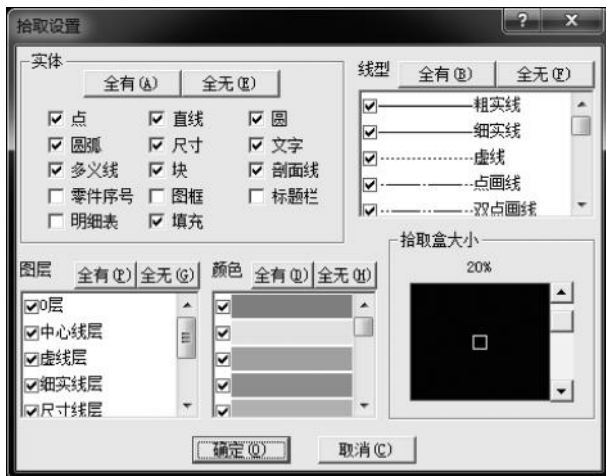 拾取设置
实体
全有(A) 全无(E)
点 直线 圆
圆弧 尺寸 文字
多义线 块 剖面线
零件序号 图框 标题栏
明细表 填充
线型 全有(B) 全无(F)
粗实线
细实线
虚线
点画线
双点画线
图层 全有(P) 全无(G)
0层
中心线层
虚线层
细实线层
尺寸线层
颜色 全有(D) 全无(H)
拾取盒大小
20%
确定(O) 取消(C)